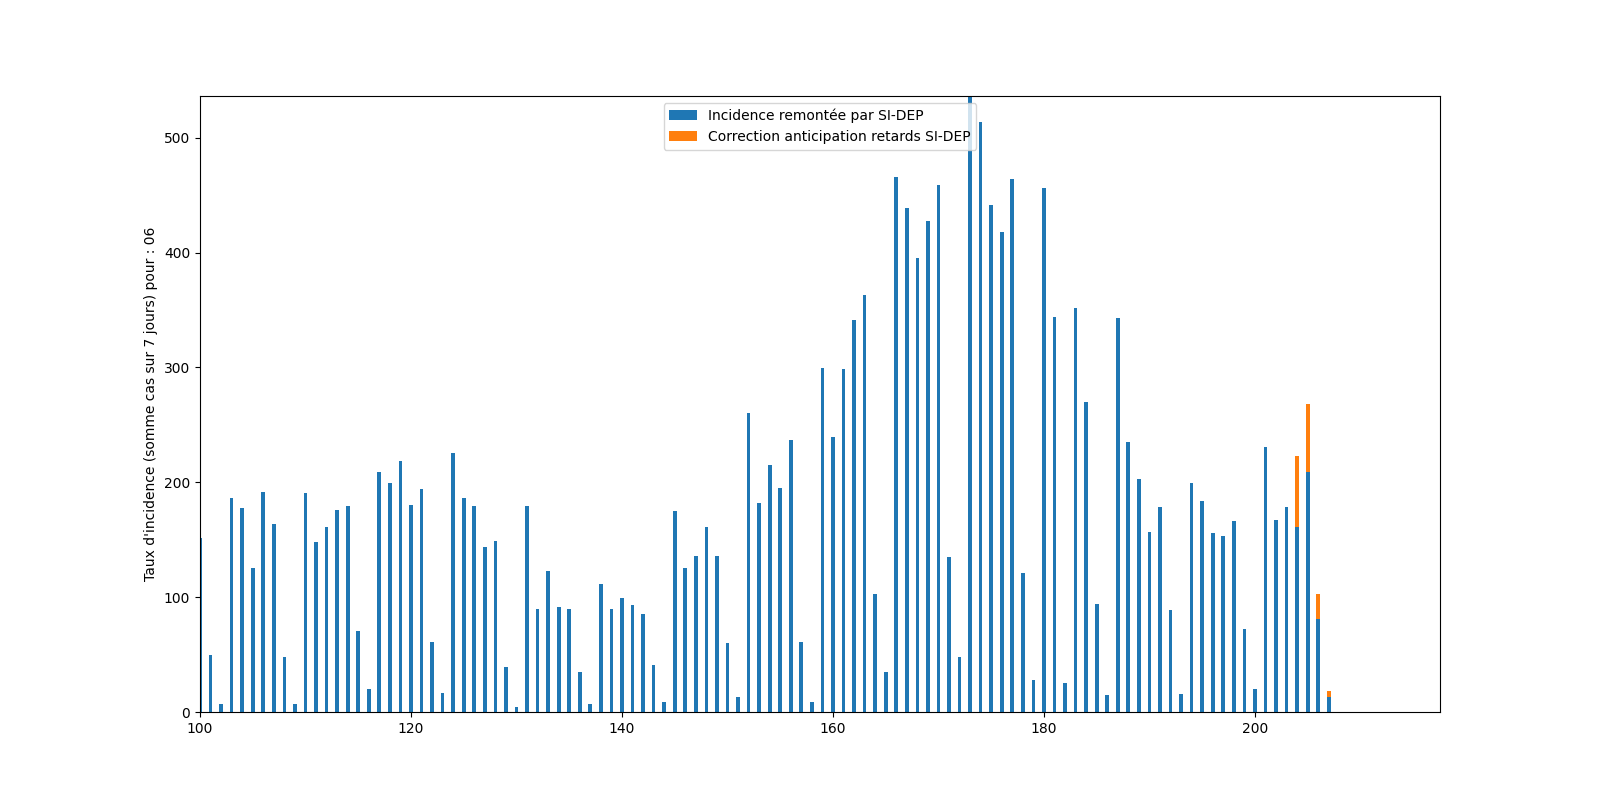 Incidence remontée par SI-DEP
Correction anticipation retards SI-DEP
Taux d'incidence (somme cas sur 7 jours) pour : 06
500
400
300
200
100
0
100 120 140 160 180 200